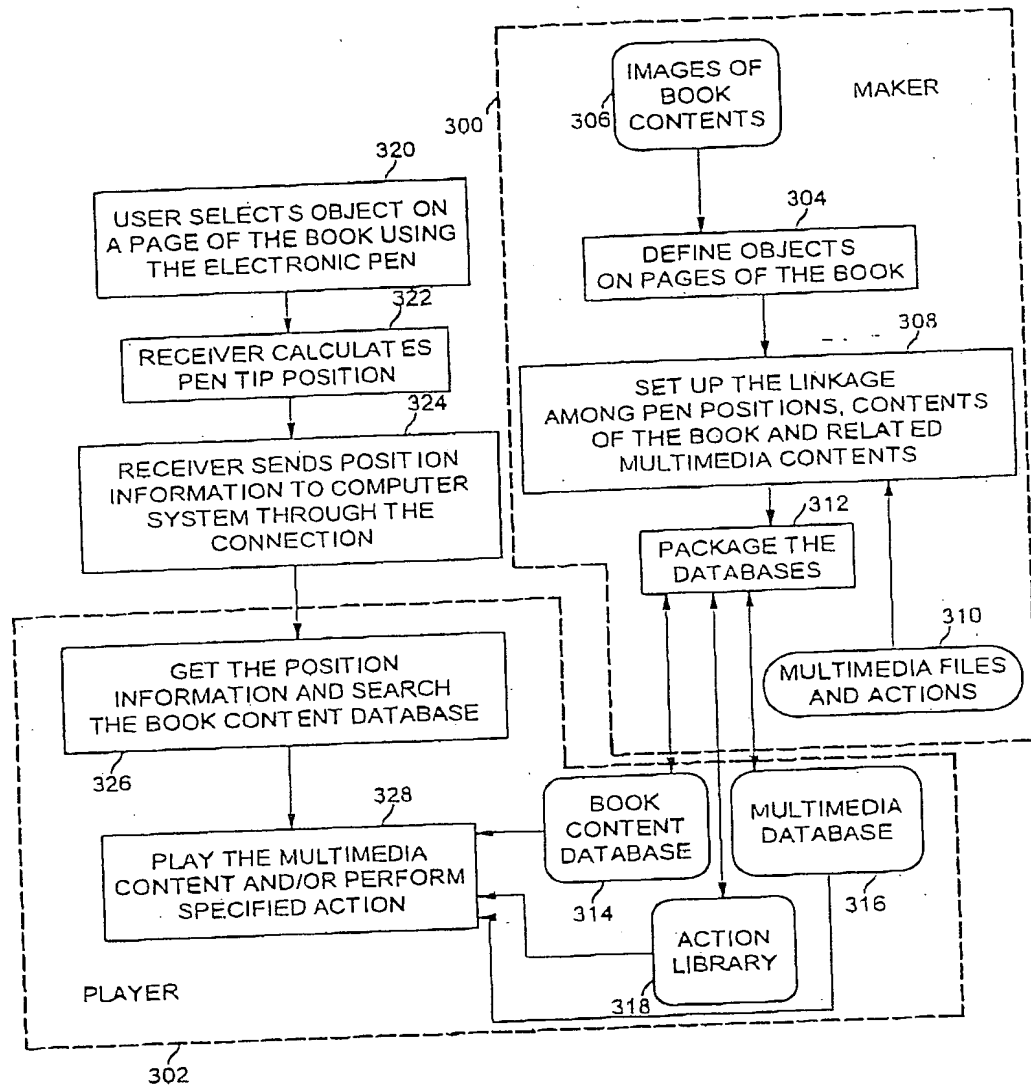 IMAGES OF
BOOK
CONTENTS
306
MAKER
300
320
USER SELECTS OBJECT ON
A PAGE OF THE BOOK USING
THE ELECTRONIC PEN
304
DEFINE OBJECTS
ON PAGES OF THE BOOK
322
RECEIVER CALCULATES
PEN TIP POSITION
308
SET UP THE LINKAGE
AMONG PEN POSITIONS, CONTENTS
OF THE BOOK AND RELATED
MULTIMEDIA CONTENTS
324
RECEIVER SENDS POSITION
INFORMATION TO COMPUTER
SYSTEM THROUGH THE
CONNECTION
312
PACKAGE THE
DATABASES
310
MULTIMEDIA FILES
AND ACTIONS
GET THE POSITION
INFORMATION AND SEARCH
THE BOOK CONTENT DATABASE
326
328
PLAY THE MULTIMEDIA
CONTENT AND/OR PERFORM
SPECIFIED ACTION
BOOK
CONTENT
DATABASE
314
MULTIMEDIA
DATABASE
316
ACTION
LIBRARY
318
PLAYER
302